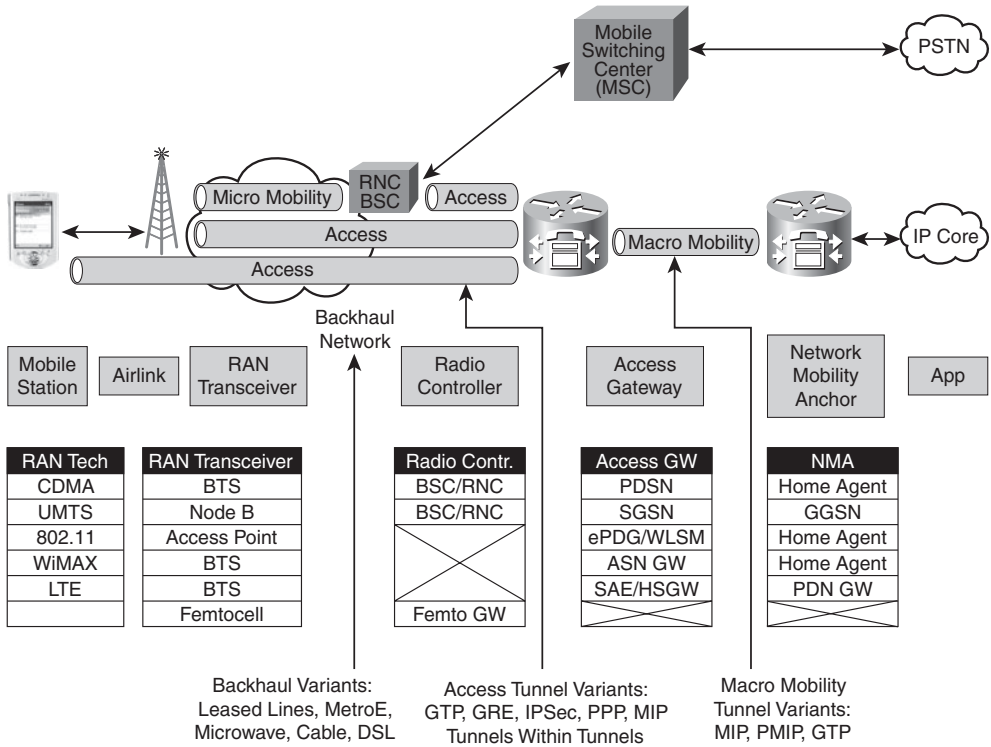 Mobile
Switching
Center
(MSC)
PSTN
RNC
BSC
Micro Mobility
Access
Access
Access
Macro Mobility
IP Core
Backhaul
Network
Mobile
Station
Airlink
RAN
Transceiver
Radio
Controller
Access
Gateway
Network
Mobility
Anchor
App
RAN Tech
CDMA
UMTS
802.11
WiMAX
LTE
RAN Transceiver
BTS
Node B
Access Point
BTS
BTS
Femtocell
Radio Contr.
BSC/RNC
BSC/RNC
Femto GW
Access GW
PDSN
SGSN
ePDG/WLSM
ASN GW
SAE/HSGW
NMA
Home Agent
GGSN
Home Agent
Home Agent
PDN GW
Backhaul Variants:
Leased Lines, MetroE,
Microwave, Cable, DSL
Access Tunnel Variants:
GTP, GRE, IPSec, PPP, MIP
Tunnels Within Tunnels
Macro Mobility
Tunnel Variants:
MIP, PMIP, GTP